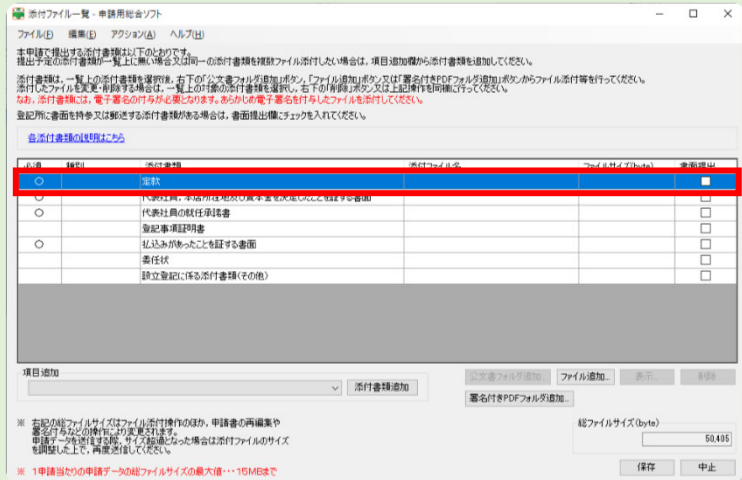 添付ファイル一覧 - 申請用総合ソフト
ファイル(F) 編集(E) アクション(A) ヘルプ(H)
本申請で提出する添付書類は以下のとおりです。
提出予定の添付書類が一覧上に無い場合又は同一の添付書類を複数ファイル添付したい場合は，項目追加欄から添付書類を追加してください。
添付書類は，一覧上の添付書類を選択後，右下の「公文書フォルダ追加」ボタン，「ファイル追加」ボタン又は「署名付きPDFフォルダ追加」ボタンからファイル添付等を行ってください。
添付したファイルを変更・削除する場合は，一覧上の対象の添付書類を選択し，右下の「削除」ボタン又は上記操作を同様に行ってください。
なお，添付書類には，電子署名の付与が必要となります。あらかじめ電子署名を付与したファイルを添付してください。
登記所に書面を持参又は郵送する添付書類がある場合は，書面提出欄にチェックを入れてください。
各添付書類の説明はこちら
必須 種別 添付書類 添付ファイル名 ファイルサイズ(byte) 書面提出
○ 定款
○ 代表社員，本店所在地及び資本金を決定したことを証する書面
○ 代表社員の就任承諾書
登記事項証明書
○ 払込みがあったことを証する書面
委任状
設立登記に係る添付書類(その他)
項目追加
添付書類追加
公文書フォルダ追加... ファイル追加... 表示... 削除
署名付きPDFフォルダ追加...
※ 右記の総ファイルサイズはファイル添付操作のほか，申請書の再編集や
署名付与などの操作により変更されます。
申請データを送信する際，サイズ超過となった場合は添付ファイルのサイズ
を調整した上で，再度送信してください。
総ファイルサイズ(byte)
50,405
※ 1申請当たりの申請データの総ファイルサイズの最大値・・・15MBまで
保存 中止